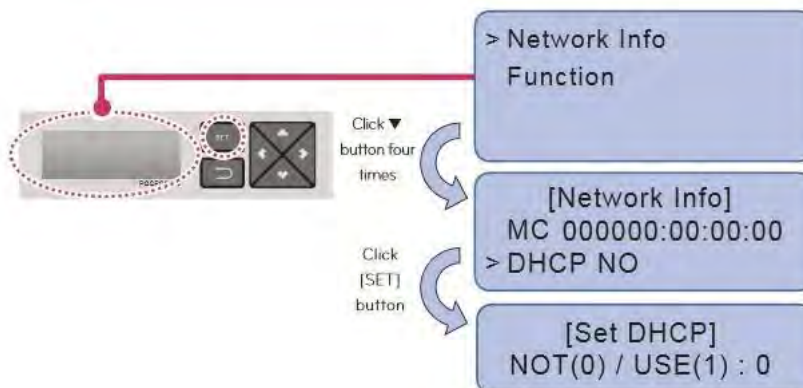 > Network Info
Function
SET
Click ▼
button four
times
[Network Info]
MC 000000:00:00:00
> DHCP NO
Click
[SET]
button
[Set DHCP]
NOT(0) / USE(1) : 0